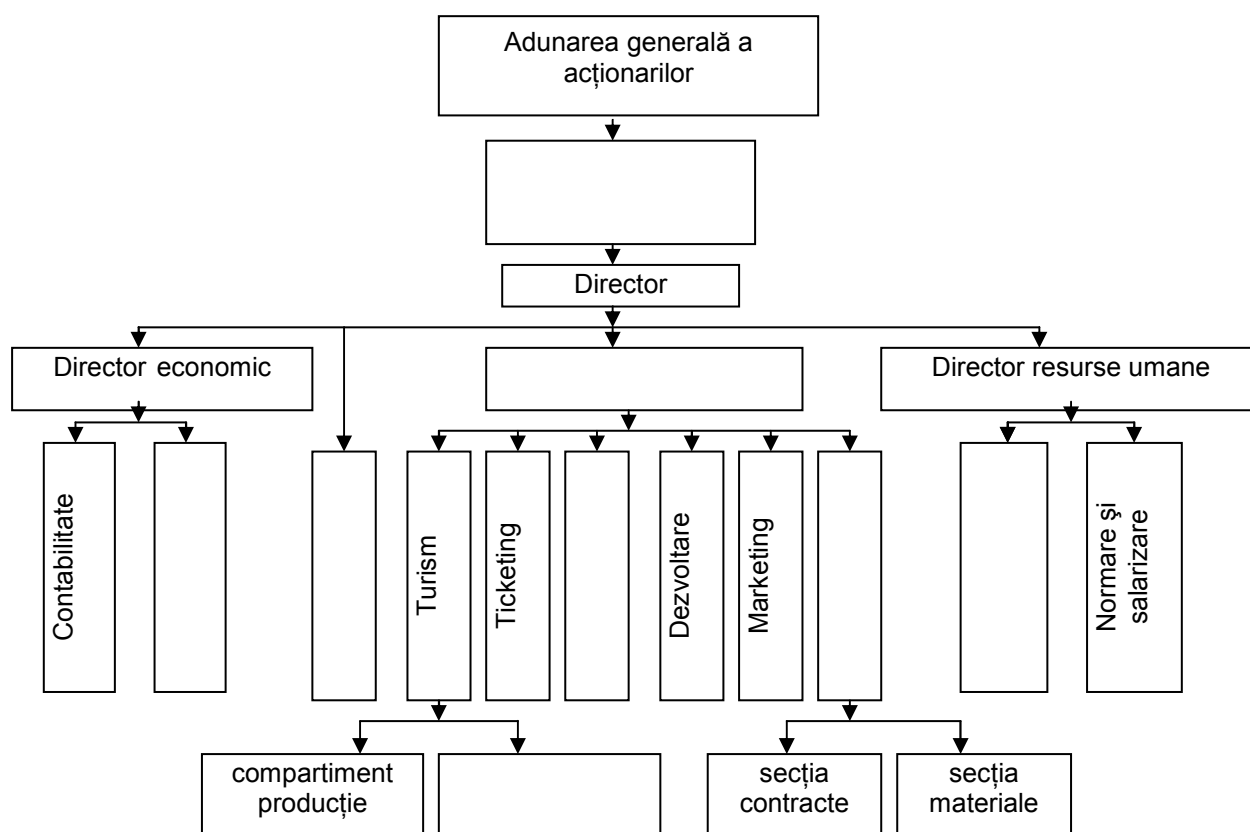 Adunarea generală a
acționarilor
Director
Director economic
Director resurse umane
Contabilitate
Turism
Ticketing
Dezvoltare
Marketing
Normare şi
salarizare
compartiment
producție
secția
contracte
secția
materiale